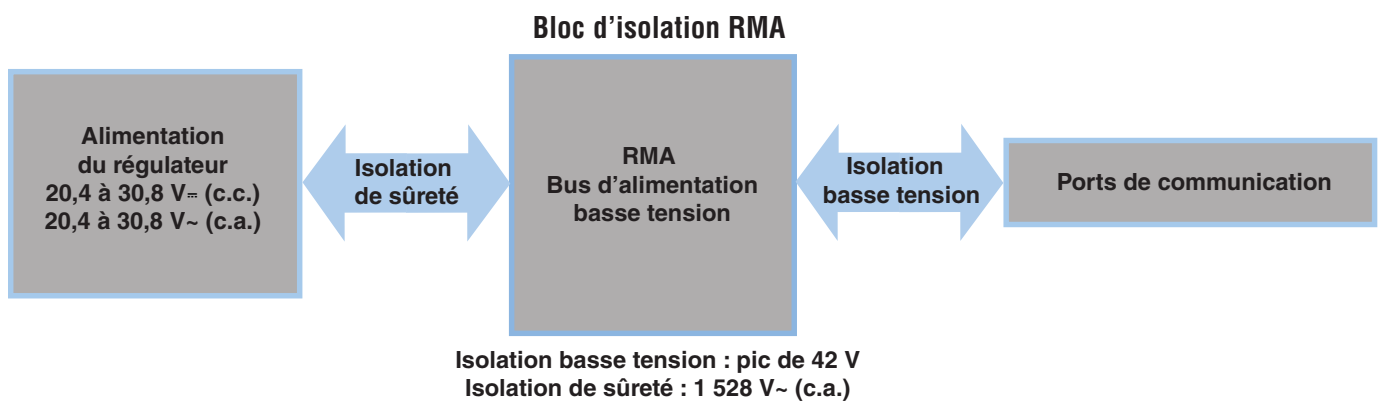 Bloc d'isolation RMA
Alimentation
du régulateur
20,4 à 30,8 V⎓ (c.c.)
20,4 à 30,8 V~ (c.a.)
Isolation
de sûreté
RMA
Bus d'alimentation
basse tension
Isolation
basse tension
Ports de communication
Isolation basse tension : pic de 42 V
Isolation de sûreté : 1 528 V~ (c.a.)